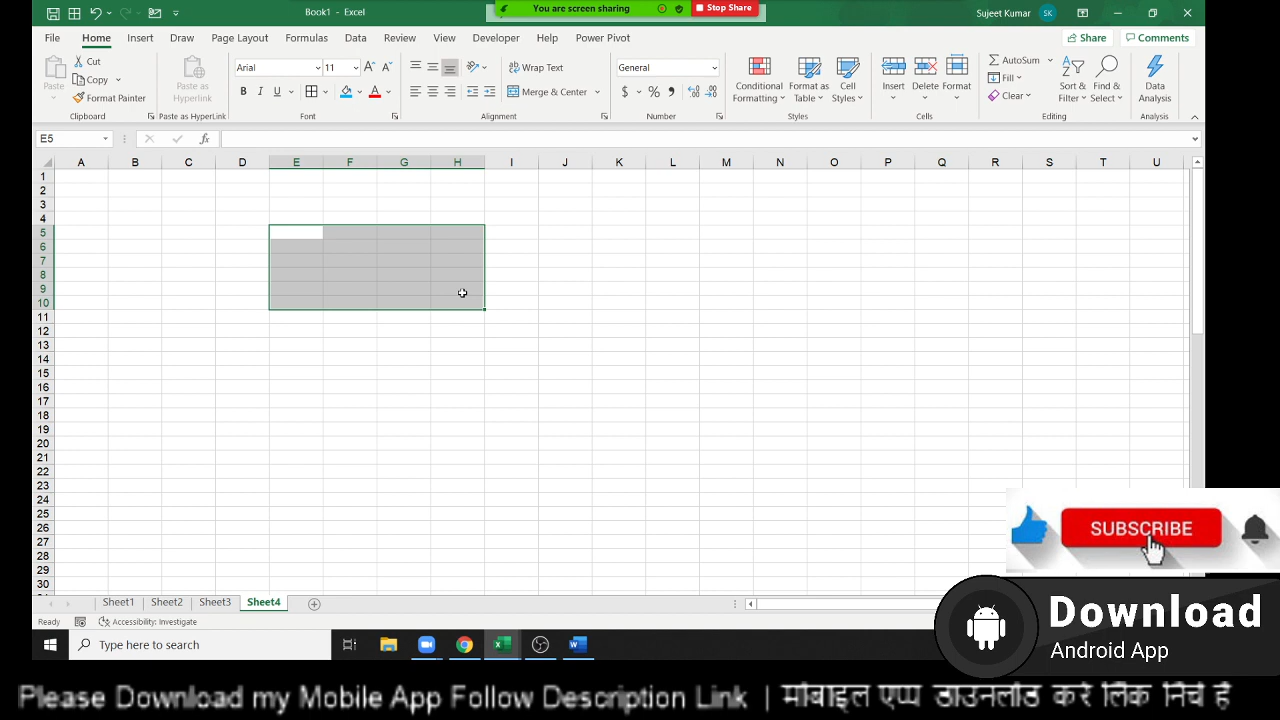 Book1 - Excel
You are screen sharing
Stop Share
Sujeet Kumar
SK
File Home Insert Draw Page Layout Formulas Data Review View Developer Help Power Pivot
Share
Comments
Paste
Cut
Copy
Format Painter
Clipboard
Paste as Hyperlink
Paste as HyperLink
Arial
11
B I U
Font
Wrap Text
Merge & Center
Alignment
General
$ % ,
Number
Conditional Formatting
Format as Table
Cell Styles
Styles
Insert
Delete
Format
Cells
AutoSum
Fill
Clear
Sort & Filter
Find & Select
Editing
Data Analysis
Analysis
E5
fx
A B C D E F G H I J K L M N O P Q R S T U
1
2
3
4
5
6
7
8
9
10
11
12
13
14
15
16
17
18
19
20
21
22
23
24
25
26
27
28
29
30
SUBSCRIBE
Sheet1 Sheet2 Sheet3 Sheet4
Ready
Accessibility: Investigate
Download
Android App
Type here to search
Please Download my Mobile App Follow Description Link | मोबाइल एप्प डाउनलोड करे लिंक निचे है